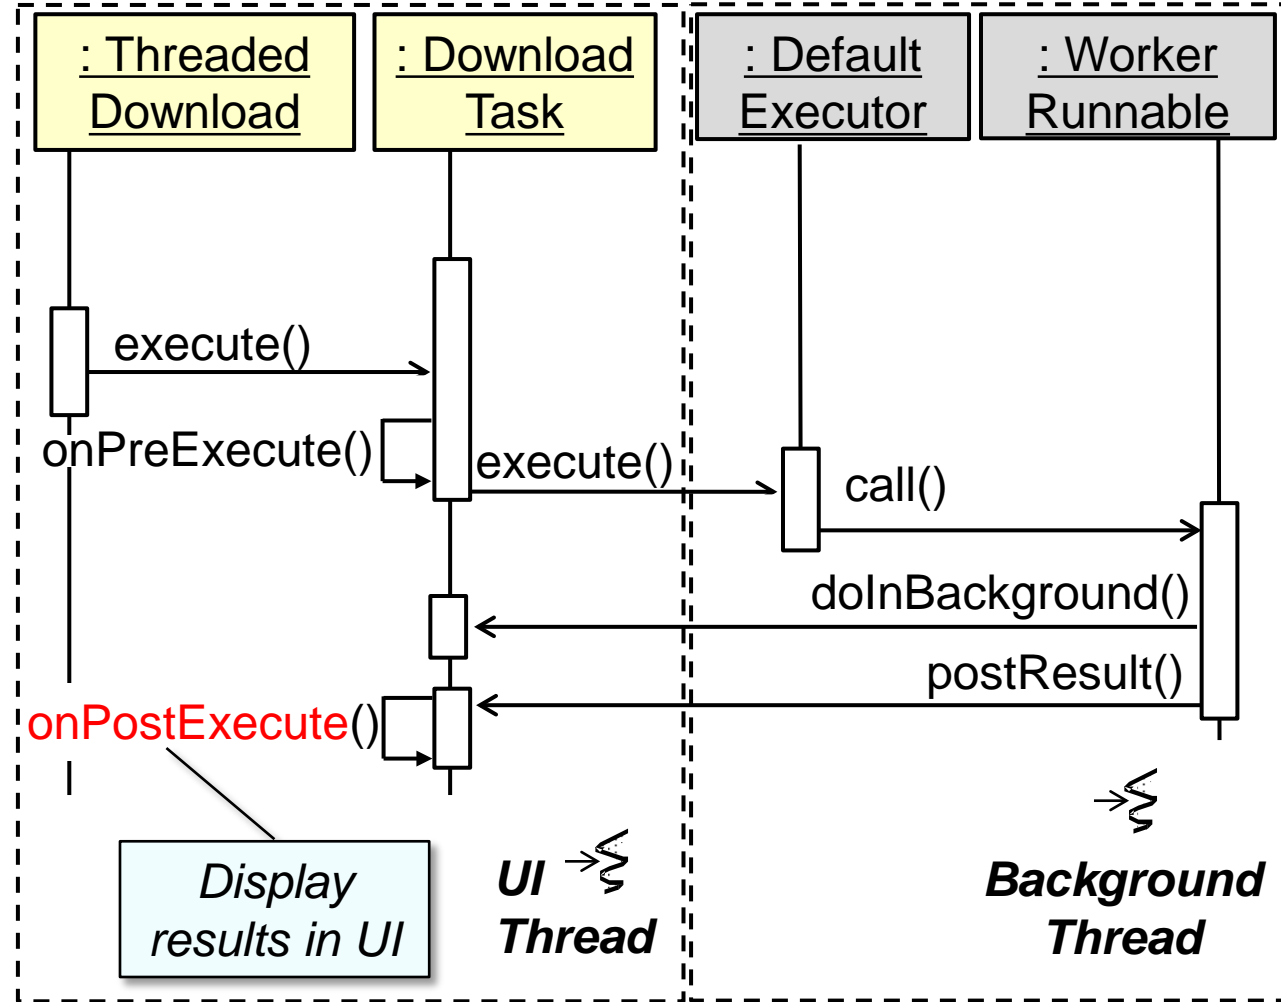 : Threaded
Download
: Download
Task
: Default
Executor
: Worker
Runnable
execute()
onPreExecute()
execute()
call()
doInBackground()
postResult()
onPostExecute()
Display
results in UI
UI
Thread
Background
Thread